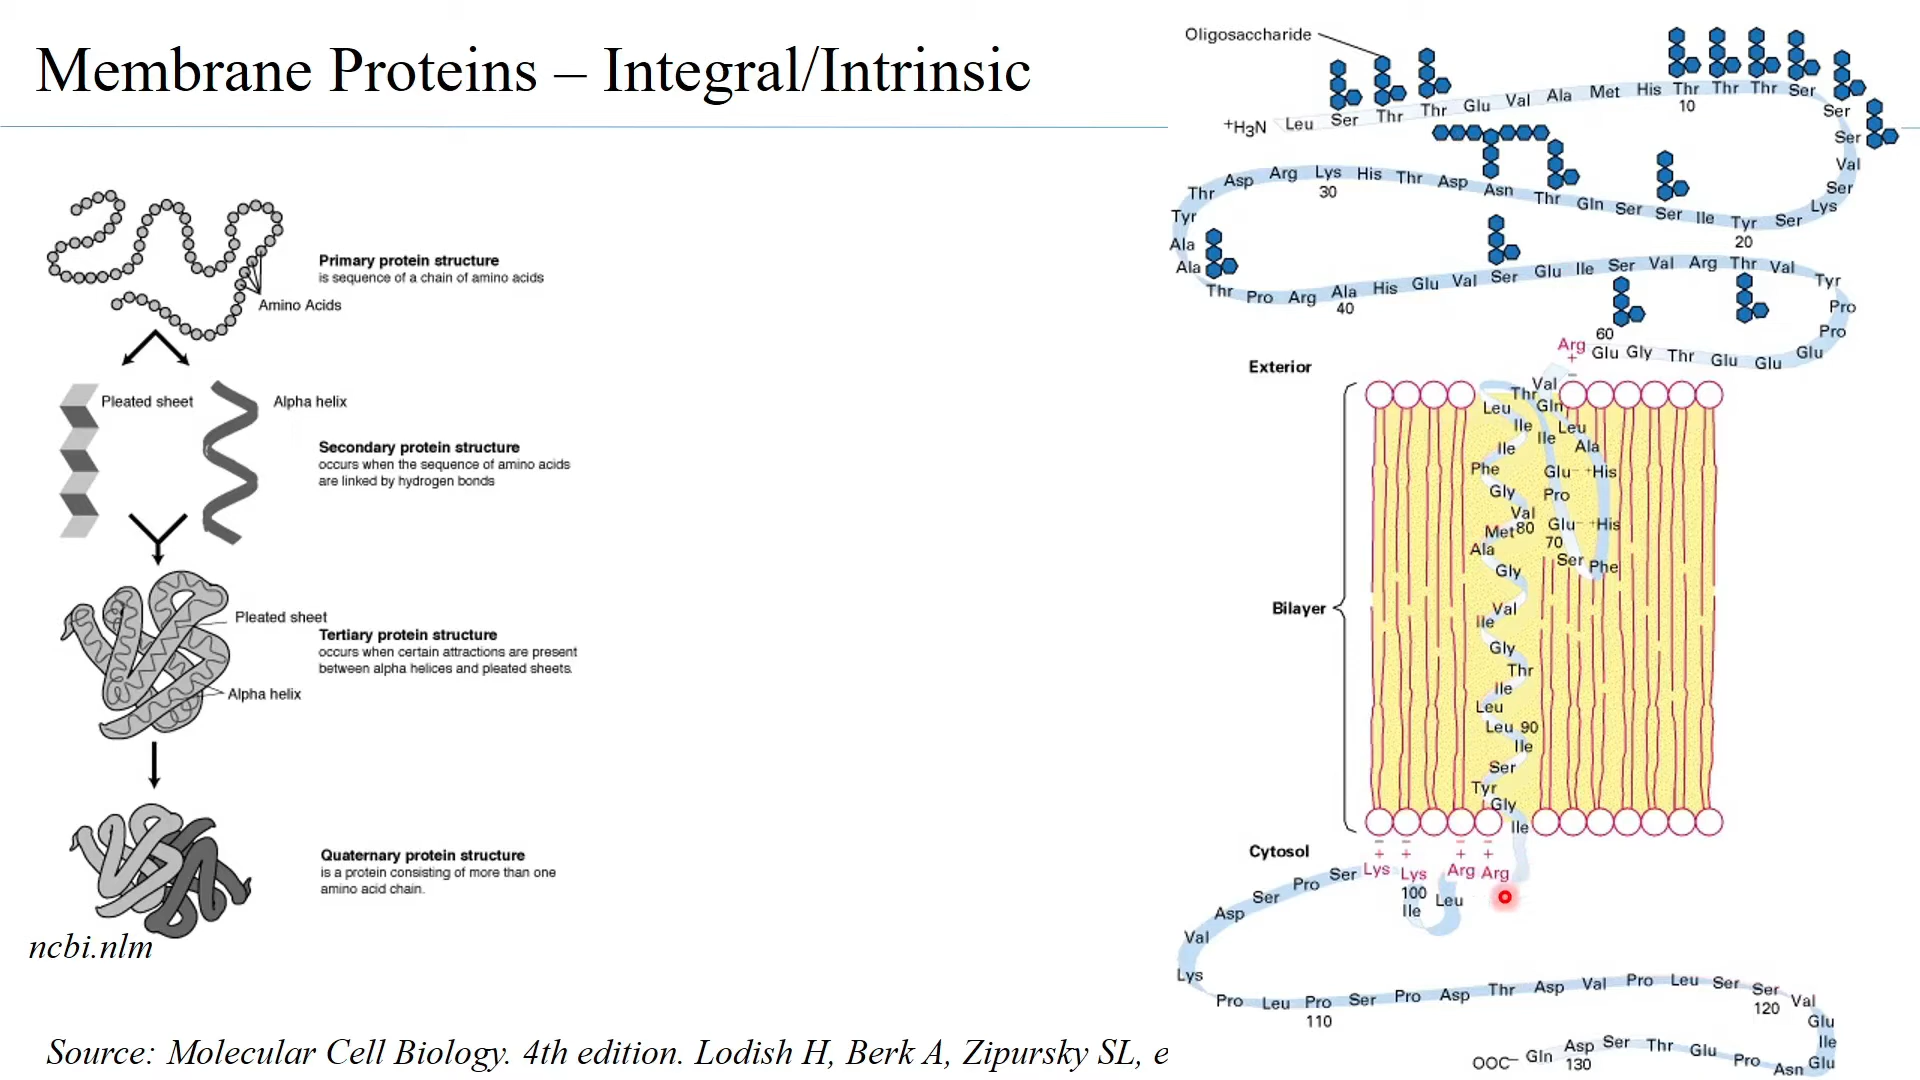 Membrane Proteins – Integral/Intrinsic
Primary protein structure
is sequence of a chain of amino acids
Amino Acids
Pleated sheet
Alpha helix
Secondary protein structure
occurs when the sequence of amino acids
are linked by hydrogen bonds
Pleated sheet
Tertiary protein structure
occurs when certain attractions are present
between alpha helices and pleated sheets.
Alpha helix
Quaternary protein structure
is a protein consisting of more than one
amino acid chain.
ncbi.nlm
Source: Molecular Cell Biology. 4th edition. Lodish H, Berk A, Zipursky SL, e
Oligosaccharide
+H3N Leu Ser Thr Thr Glu Val Ala Met His Thr Thr Thr Ser
10
Ser
Ser
Val
Ser
Lys
Thr Asp Arg Lys His Thr Asp Asn Thr Gln Ser Ser Ile Tyr Ser
30
20
Tyr
Ala
Ala
Thr Pro Arg Ala His Glu Val Ser Glu Ile Ser Val Arg Thr Val
40
Tyr
Pro
Pro
60
Arg Glu Gly Thr Glu Glu Glu
+
–
Exterior
Val
Thr
Gln
Leu
Ile Leu
Ile Ile Ala
Phe Glu– +His
Gly Pro
Val
Met 80 Glu– +His
70
Ala Ser Phe
Gly
Bilayer
Val
Ile
Gly
Thr
Ile
Leu
Leu 90
Ile
Ser
Tyr
Gly
Ile
Cytosol
– – – –
+ + + +
Ser Lys Lys Arg Arg
100
Ile Leu
Pro
Ser
Asp
Val
Lys
Pro Leu Pro Ser Pro Asp Thr Asp Val Pro Leu Ser Ser Val
110
120
Glu
Ile
Glu
OOC– Gln Asp Ser Thr Glu Pro Asn
130